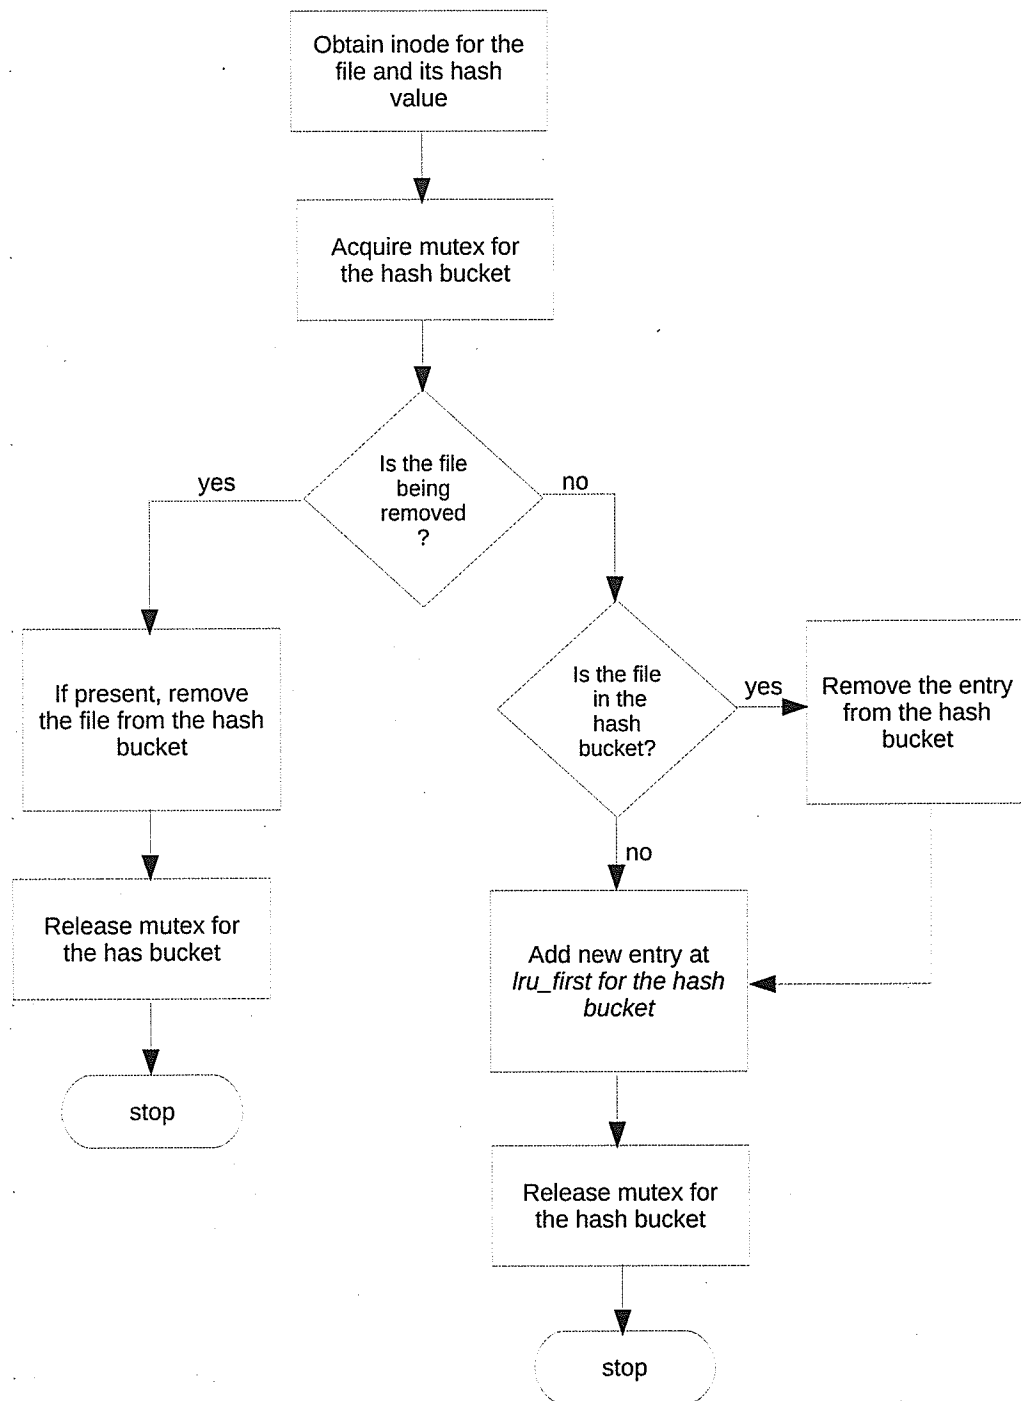 Obtain inode for the
file and its hash
value
Acquire mutex for
the hash bucket
Is the file
being
removed
?
yes
no
If present, remove
the file from the hash
bucket
Is the file
in the
hash
bucket?
yes
Remove the entry
from the hash
bucket
no
Release mutex for
the has bucket
Add new entry at
lru_first for the hash
bucket
stop
Release mutex for
the hash bucket
stop